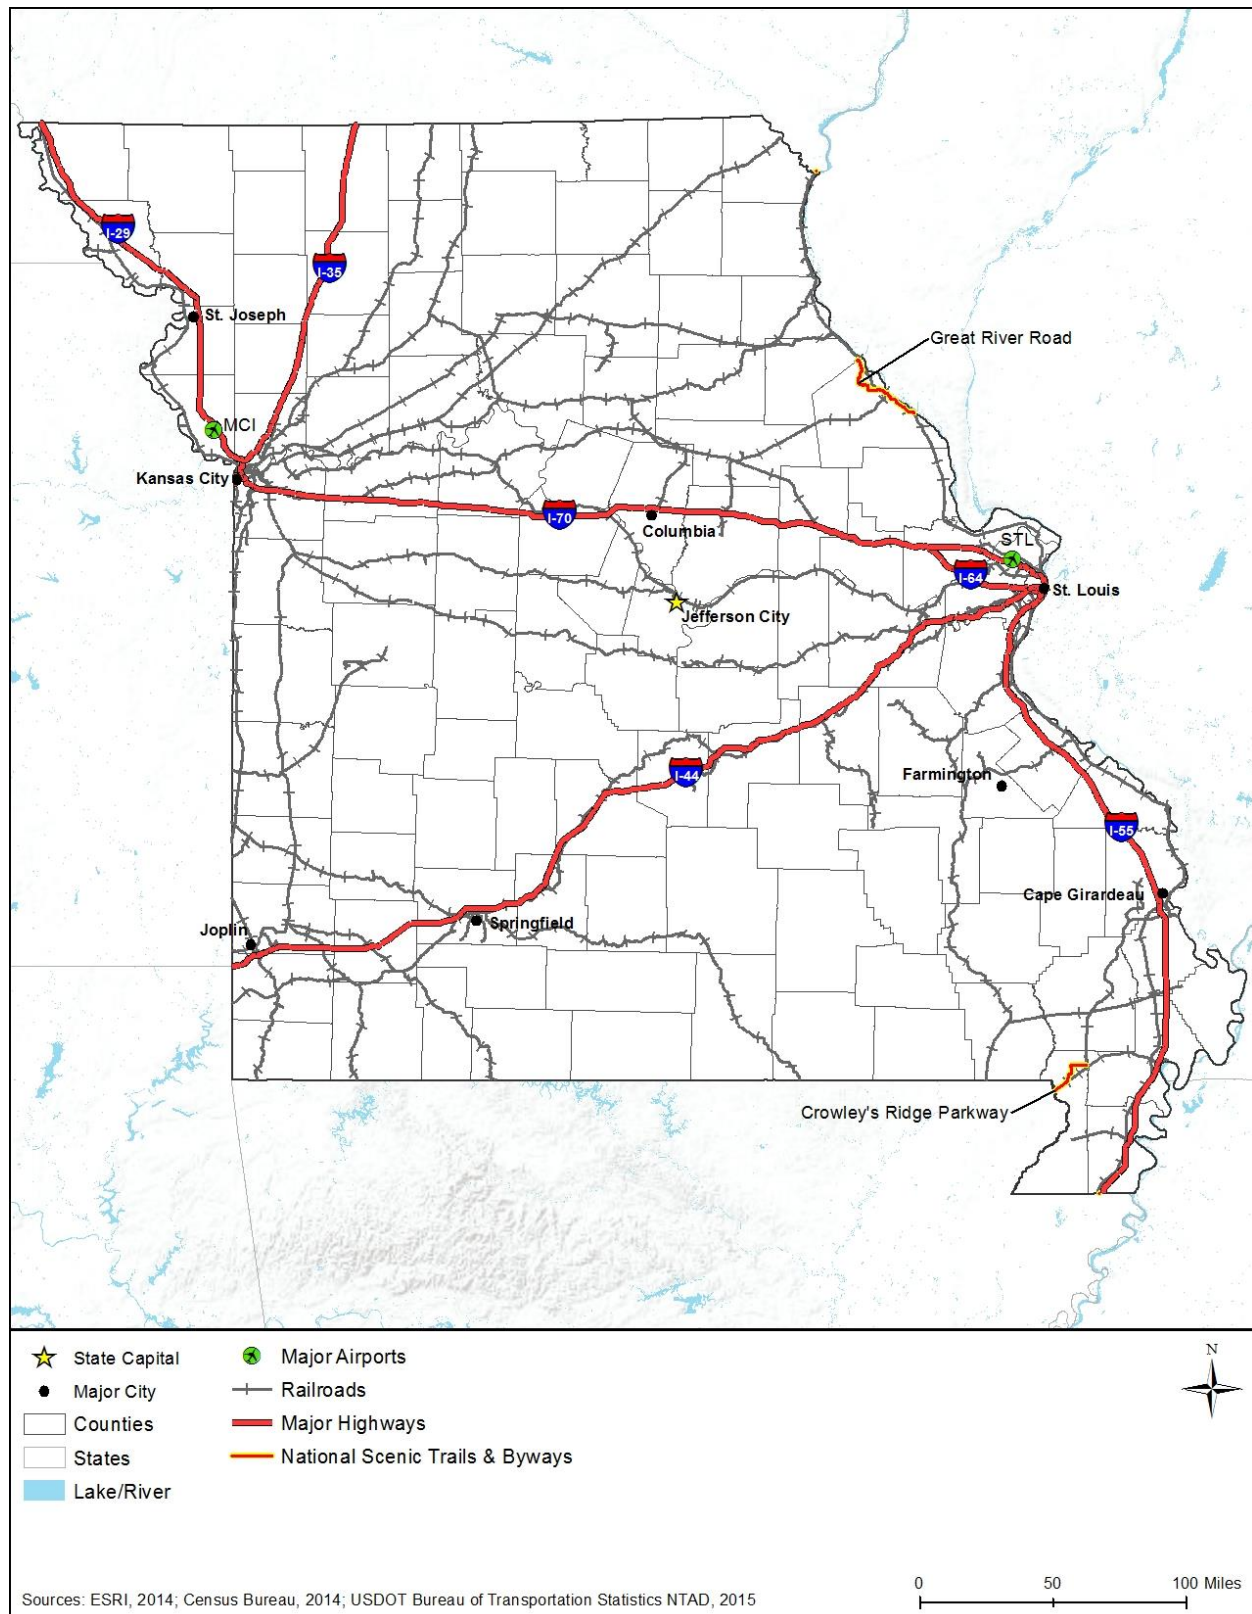 I-29
I-35
St. Joseph
Great River Road
MCI
Kansas City
I-70
Columbia
STL
I-64
St. Louis
Jefferson City
I-44
Farmington
I-55
Cape Girardeau
Joplin
Springfield
Crowley's Ridge Parkway
State Capital
Major Airports
N
Major City
Railroads
Counties
Major Highways
States
National Scenic Trails & Byways
Lake/River
0 50 100 Miles
Sources: ESRI, 2014; Census Bureau, 2014; USDOT Bureau of Transportation Statistics NTAD, 2015